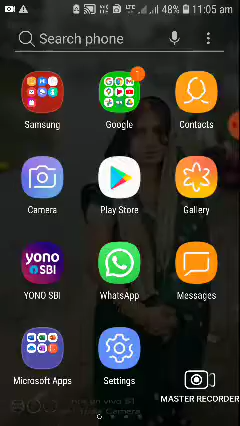 48% 11:05 am
Search phone
1
Samsung Google Contacts
Camera Play Store Gallery
yono
SBI
YONO SBI WhatsApp Messages
Microsoft Apps Settings
MASTER RECORDER